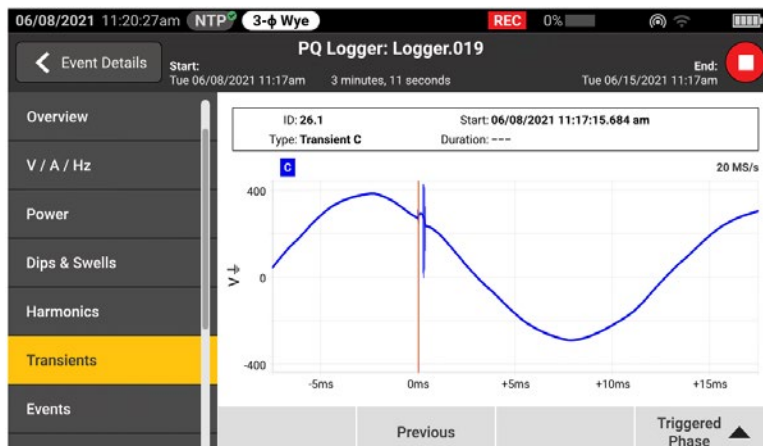 06/08/2021 11:20:27am NTP 3-ϕ Wye REC 0%
Event Details
PQ Logger: Logger.019
Start:
Tue 06/08/2021 11:17am 3 minutes, 11 seconds
End:
Tue 06/15/2021 11:17am
Overview
V / A / Hz
Power
Dips & Swells
Harmonics
Transients
Events
ID: 26.1 Start: 06/08/2021 11:17:15.684 am
Type: Transient C Duration: ---
C 20 MS/s
400
0
-400
V ⏚
-5ms 0ms +5ms +10ms +15ms
Previous
Triggered
Phase